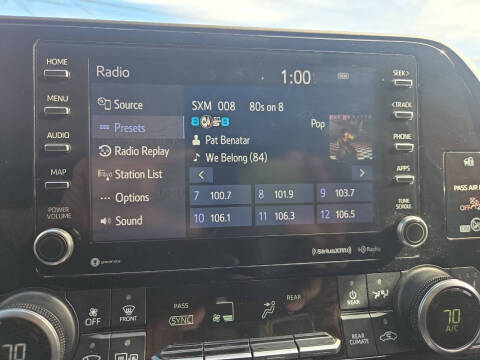 HOME
MENU
AUDIO
MAP
POWER
VOLUME
Radio
1:00
Source
Presets
Radio Replay
Station List
Options
Sound
SXM 008 80s on 8
Pop
Pat Benatar
We Belong (84)
< >
7 100.7 8 101.9 9 103.7
10 106.1 11 106.3 12 106.5
SiriusXM HD Radio
SEEK >
< TRACK
PHONE
APPS
TUNE
SCROLL
PASS AIR
OFF
OFF
FRONT
PASS
SYNC
REAR
REAR
CLIMATE
70
70
A/C